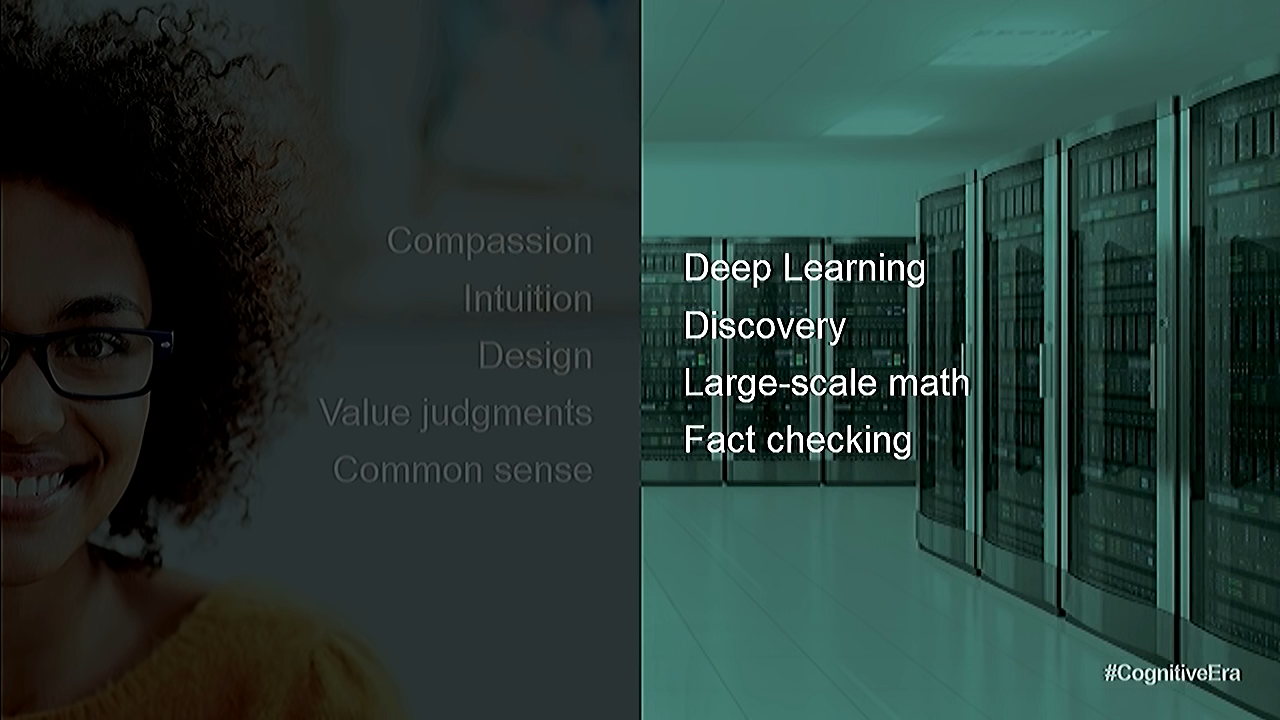 Compassion
Intuition
Design
Value judgments
Common sense
Deep Learning
Discovery
Large-scale math
Fact checking
#CognitiveEra